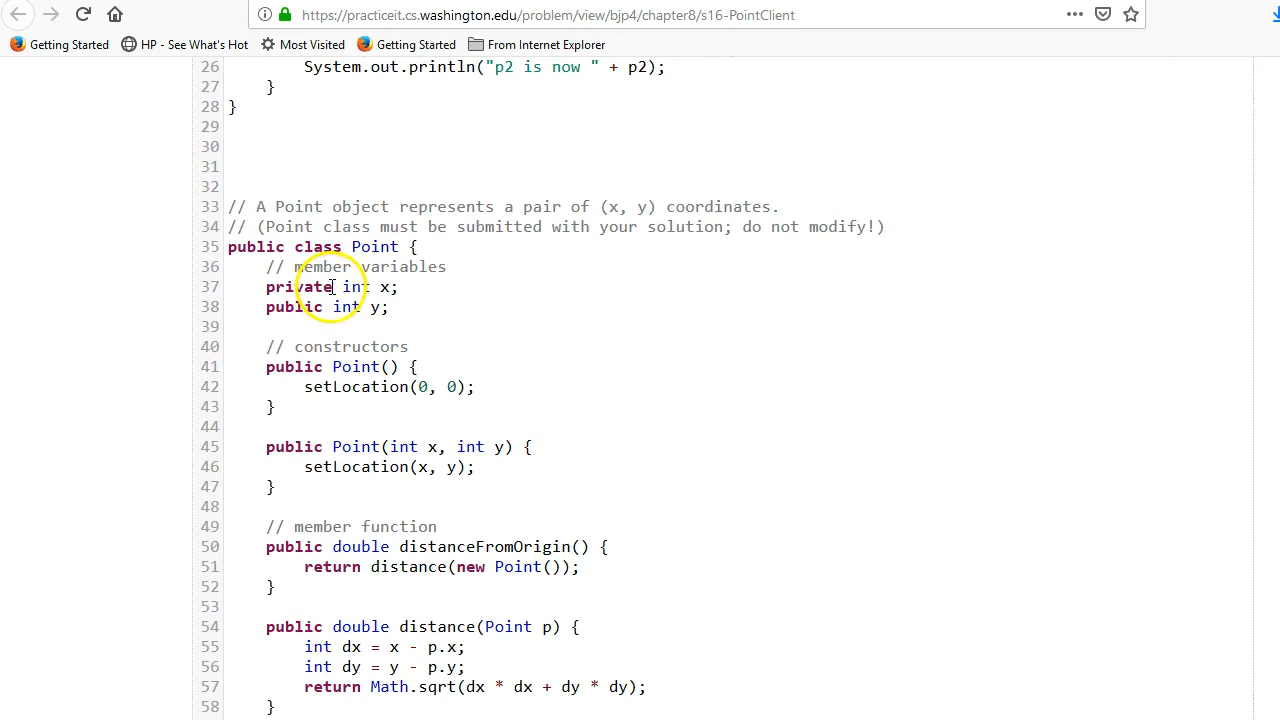 https://practiceit.cs.washington.edu/problem/view/bjp4/chapter8/s16-PointClient
Getting Started HP - See What's Hot Most Visited Getting Started From Internet Explorer
26 System.out.println("p2 is now " + p2);
27 }
28 }
29
30
31
32
33 // A Point object represents a pair of (x, y) coordinates.
34 // (Point class must be submitted with your solution; do not modify!)
35 public class Point {
36 // member variables
37 private int x;
38 public int y;
39
40 // constructors
41 public Point() {
42 setLocation(0, 0);
43 }
44
45 public Point(int x, int y) {
46 setLocation(x, y);
47 }
48
49 // member function
50 public double distanceFromOrigin() {
51 return distance(new Point());
52 }
53
54 public double distance(Point p) {
55 int dx = x - p.x;
56 int dy = y - p.y;
57 return Math.sqrt(dx * dx + dy * dy);
58 }